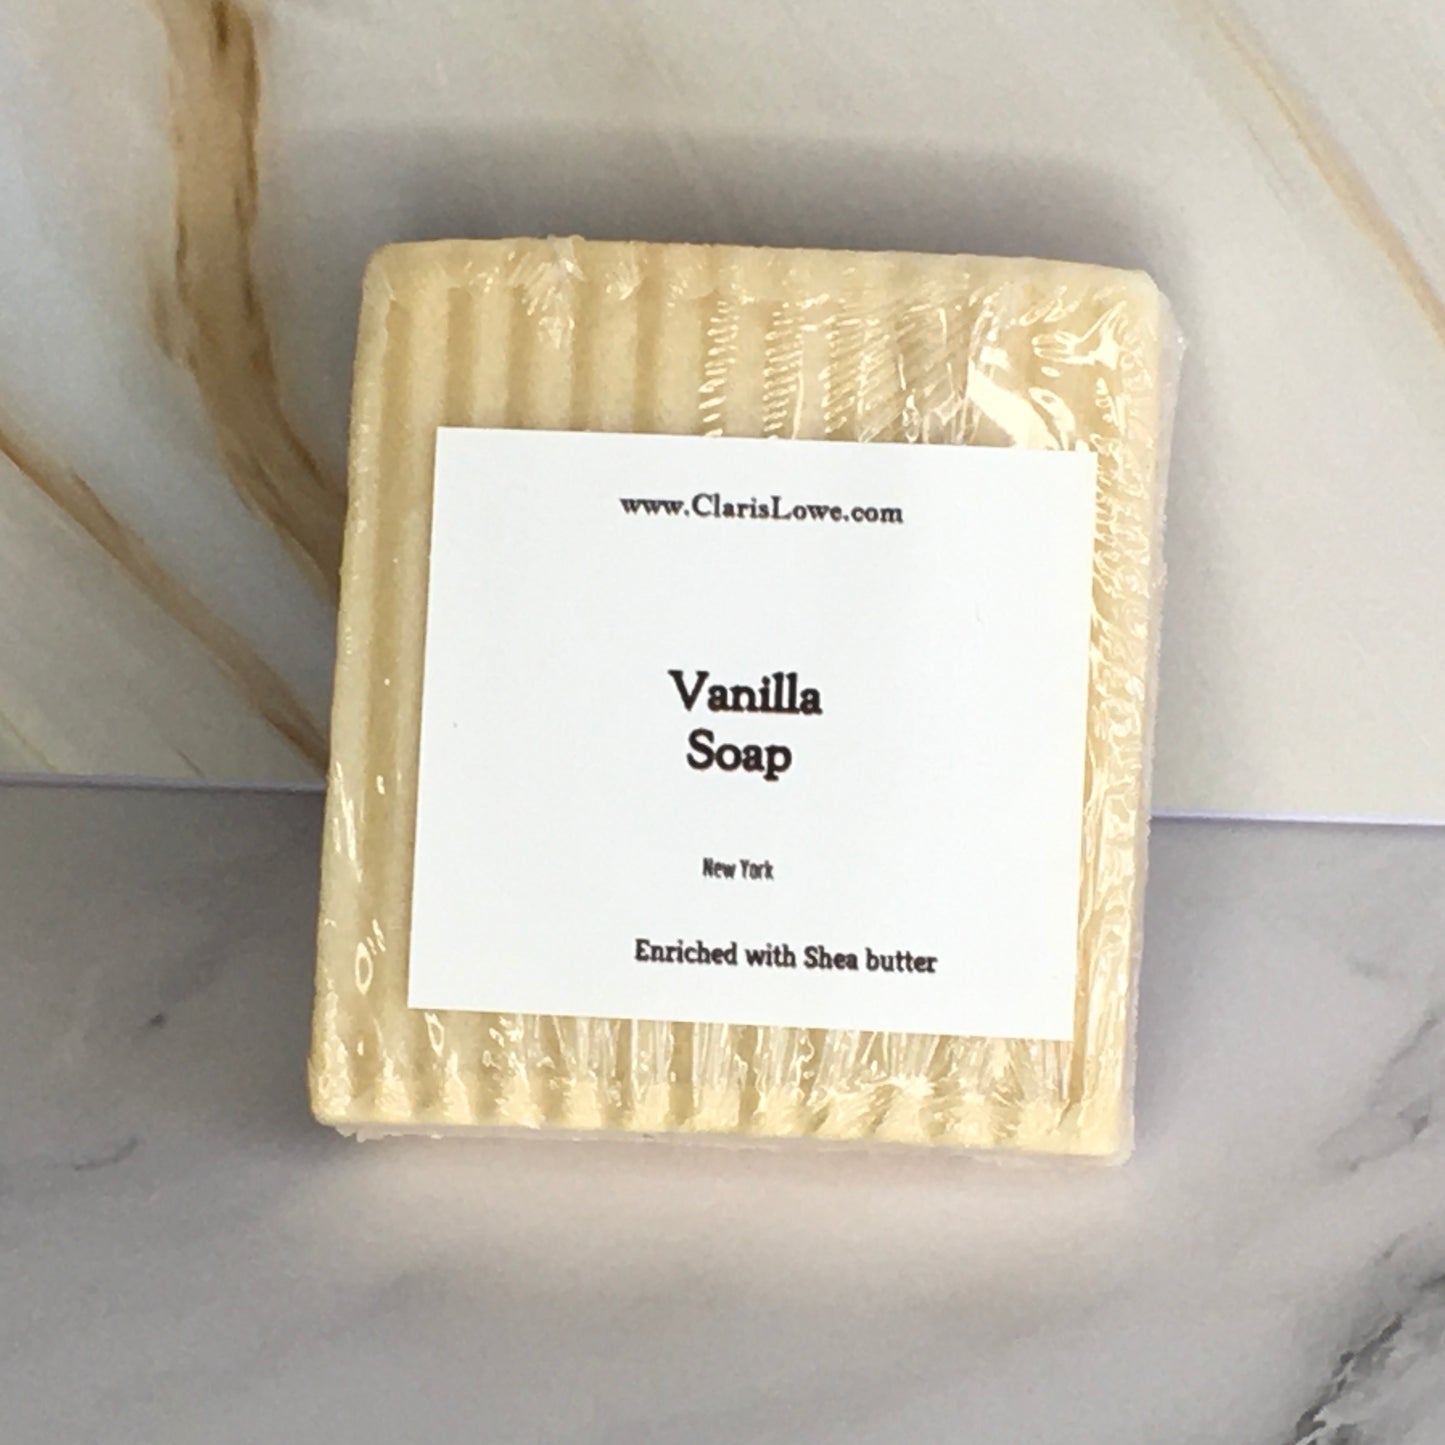 www.ClarisLowe.com
Vanilla
Soap
New York
Enriched with Shea butter